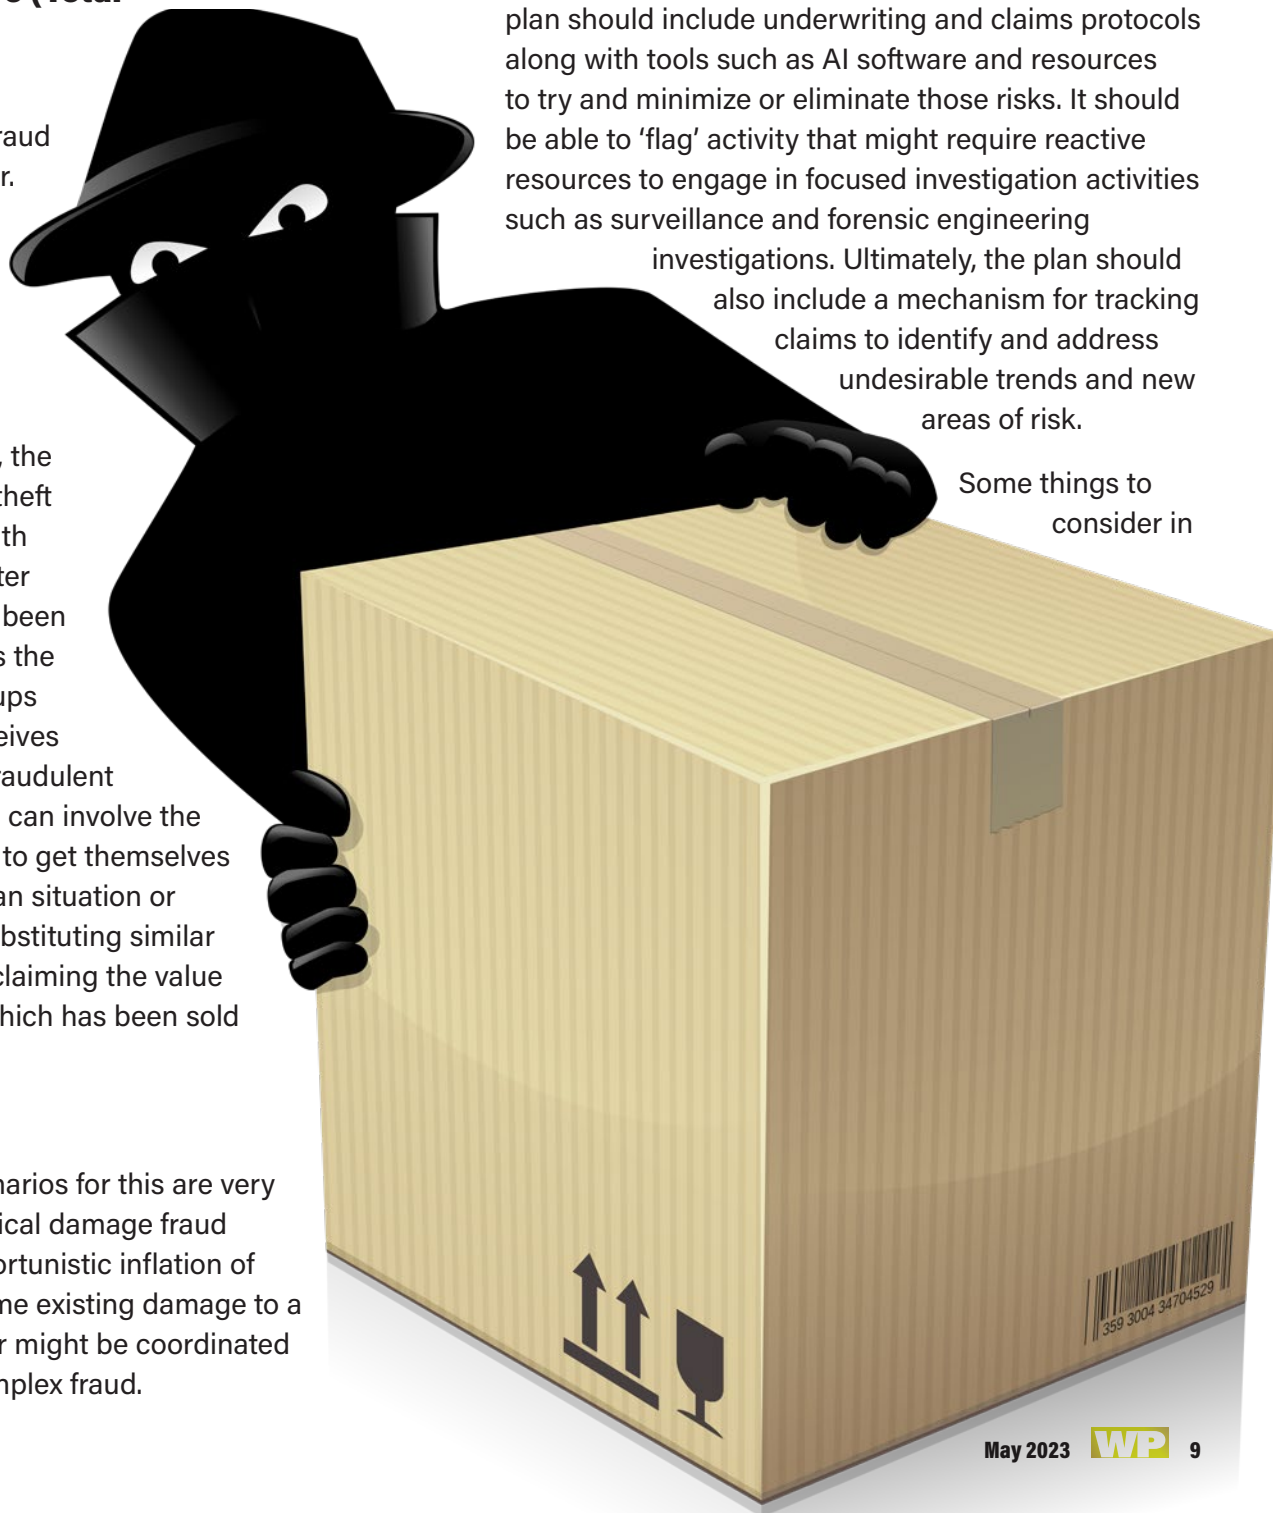 raud
r.
, the
theft
th
ter
been
s the
ups
eives
raudulent
can involve the
to get themselves
an situation or
bstituting similar
claiming the value
hich has been sold
narios for this are very
ical damage fraud
ortunistic inflation of
me existing damage to a
r might be coordinated
nplex fraud.
plan should include underwriting and claims protocols
along with tools such as AI software and resources
to try and minimize or eliminate those risks. It should
be able to ‘flag’ activity that might require reactive
resources to engage in focused investigation activities
such as surveillance and forensic engineering
investigations. Ultimately, the plan should
also include a mechanism for tracking
claims to identify and address
undesirable trends and new
areas of risk.
Some things to
consider in
359 3004 34704529
May 2023 WP 9